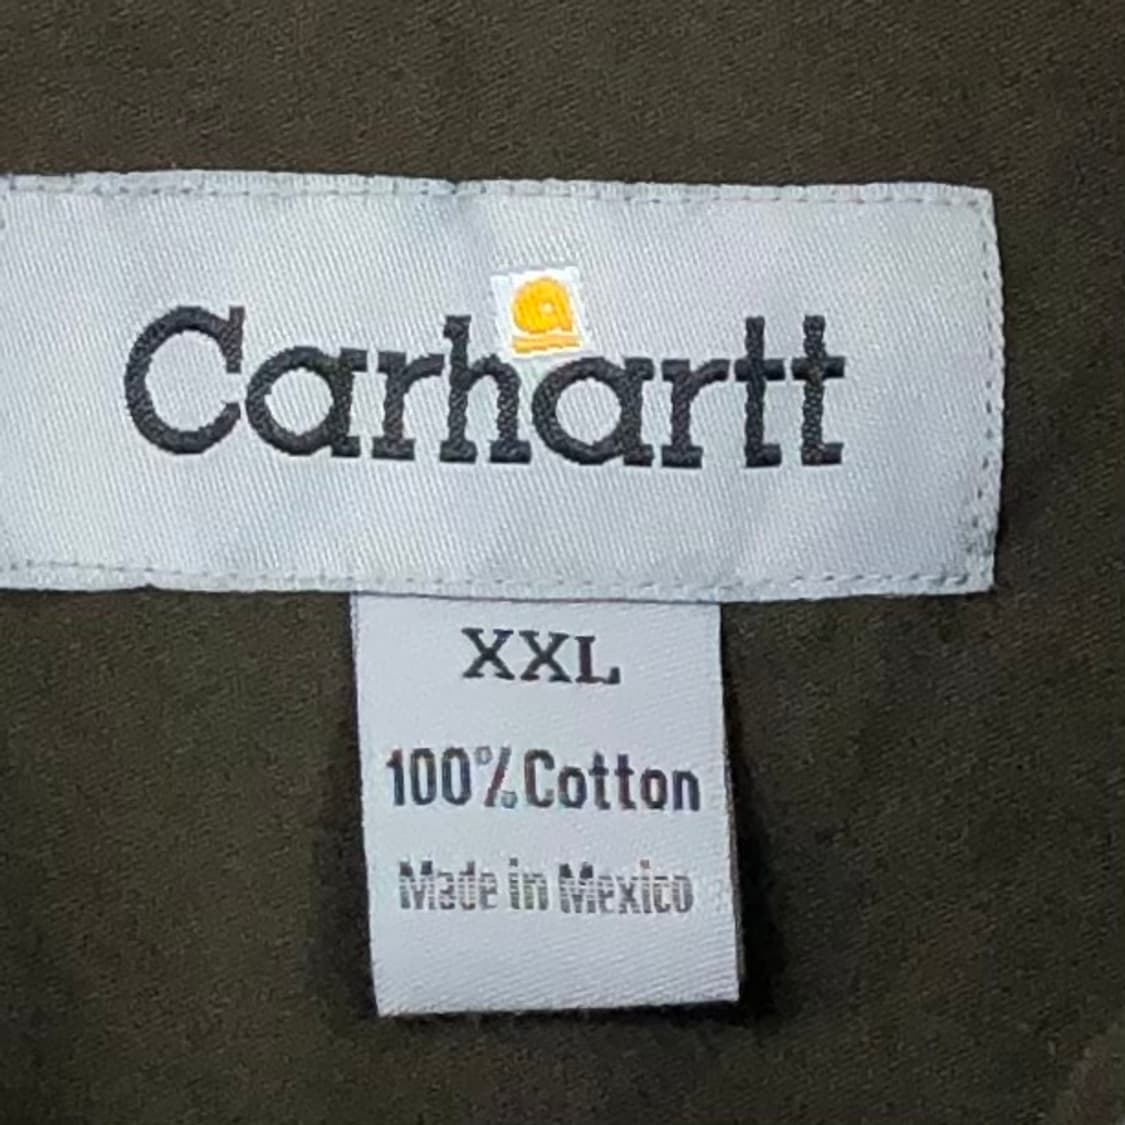 Carhartt
XXL
100% Cotton
Made in Mexico